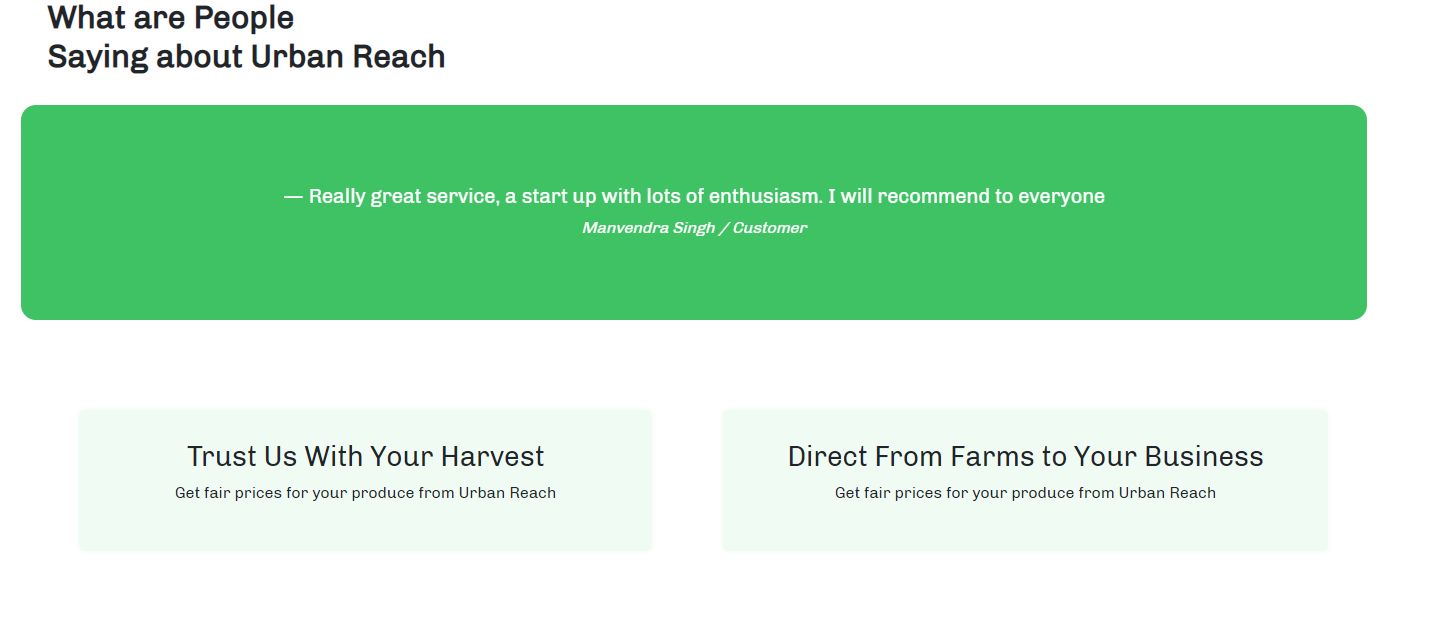 What are People
Saying about Urban Reach
— Really great service, a start up with lots of enthusiasm. I will recommend to everyone
Manvendra Singh / Customer
Trust Us With Your Harvest
Get fair prices for your produce from Urban Reach
Direct From Farms to Your Business
Get fair prices for your produce from Urban Reach